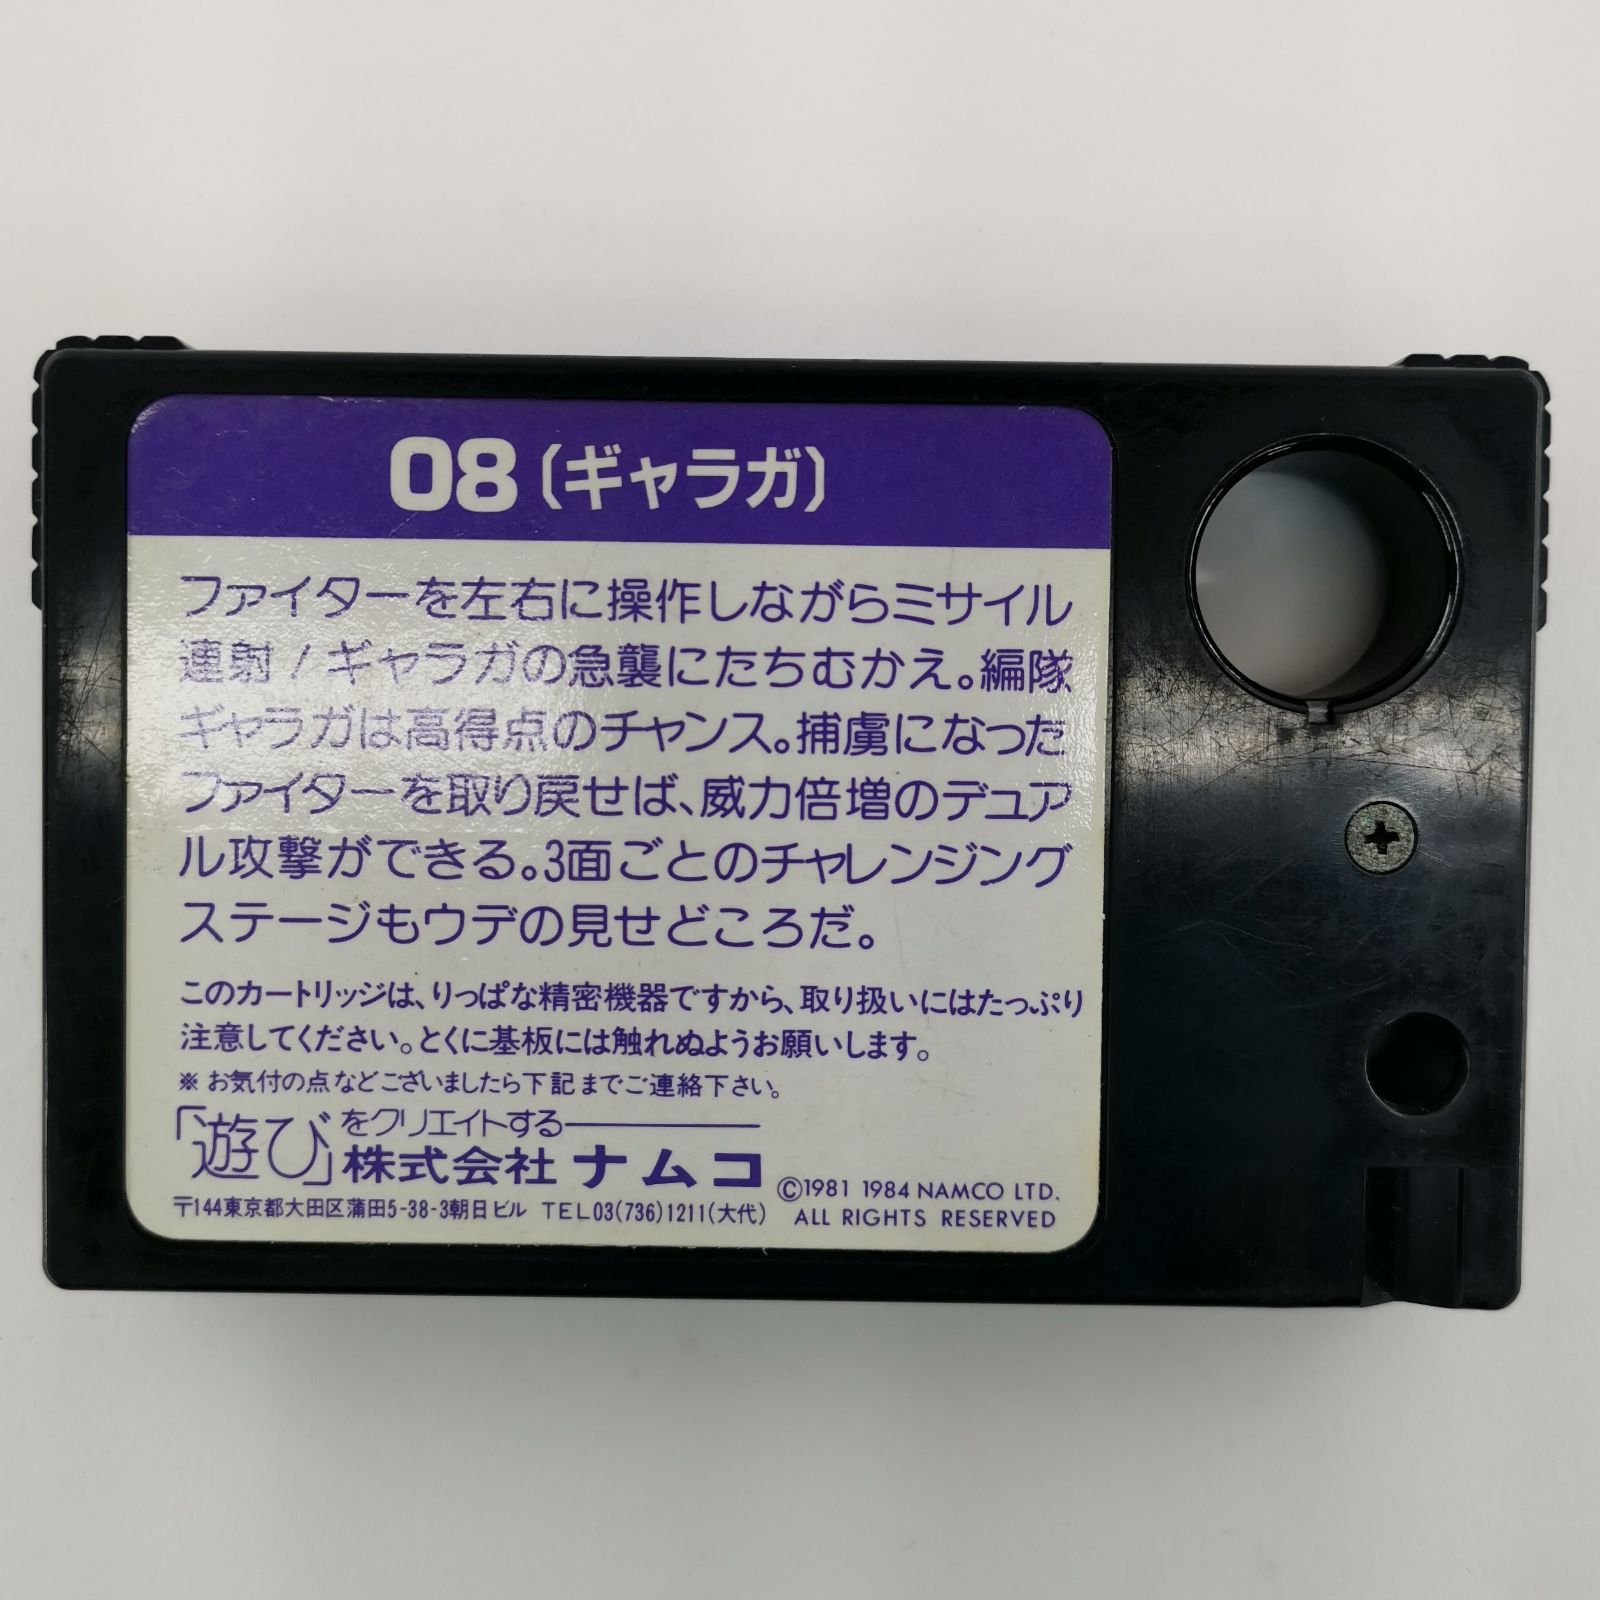 08〔ギャラガ〕
ファイターを左右に操作しながらミサイル
連射！ギャラガの急襲にたちむかえ。編隊
ギャラガは高得点のチャンス。捕虜になった
ファイターを取り戻せば、威力倍増のデュア
ル攻撃ができる。3面ごとのチャレンジング
ステージもウデの見せどころだ。
このカートリッジは、りっぱな精密機器ですから、取り扱いにはたっぷり
注意してください。とくに基板には触れぬようお願いします。
※お気付の点などございましたら下記までご連絡下さい。
「遊び」をクリエイトする——
株式会社ナムコ
〒144東京都大田区蒲田5-38-3朝日ビル TEL03(736)1211(大代)
©1981 1984 NAMCO LTD.
ALL RIGHTS RESERVED